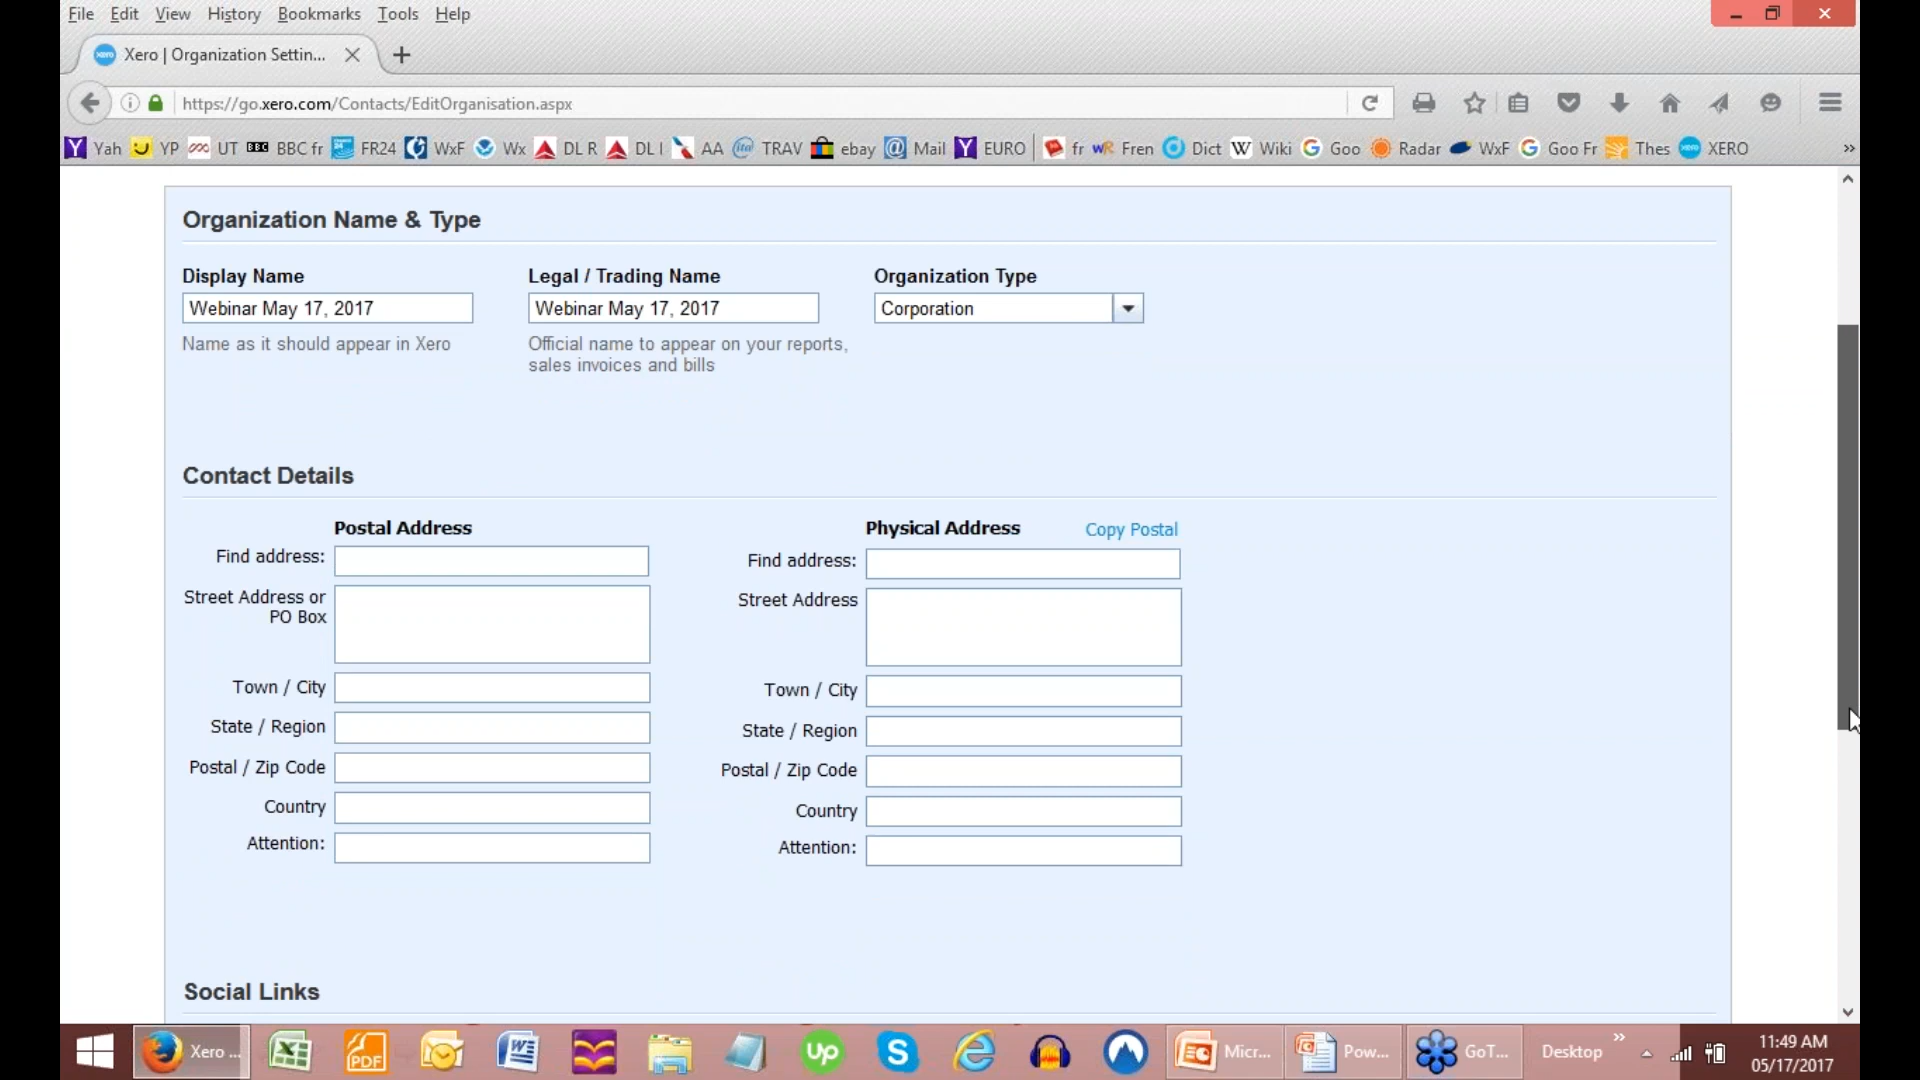 File Edit View History Bookmarks Tools Help
xero Xero | Organization Settin...
https://go.xero.com/Contacts/EditOrganisation.aspx
Yah YP UT BBC BBC fr FR24 WxF Wx DL R DL I AA TRAV ebay Mail EURO fr wR Fren Dict W Wiki Goo Radar WxF Goo Fr Thes xero XERO
Organization Name & Type
Display Name Legal / Trading Name Organization Type
Webinar May 17, 2017 Webinar May 17, 2017 Corporation
Name as it should appear in Xero Official name to appear on your reports,
sales invoices and bills
Contact Details
Postal Address Physical Address Copy Postal
Find address: Find address:
Street Address or Street Address
PO Box
Town / City Town / City
State / Region State / Region
Postal / Zip Code Postal / Zip Code
Country Country
Attention: Attention:
Social Links
Xero ... PDF Up S Micr... Pow... GoT... Desktop 11:49 AM
05/17/2017